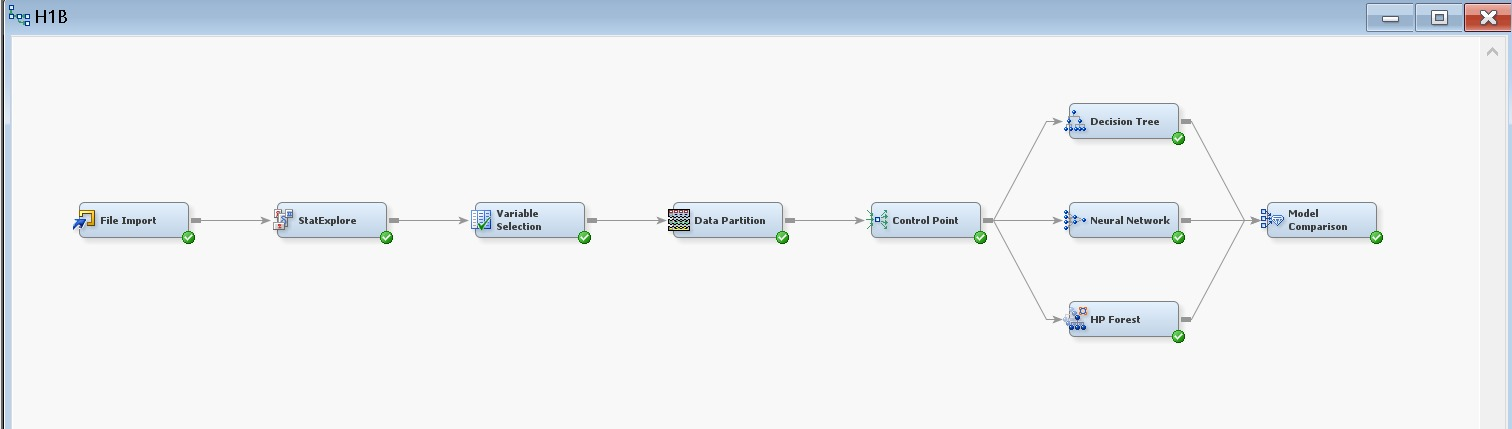 H1B
File Import
StatExplore
Variable
Selection
Data Partition
Control Point
Decision Tree
Neural Network
HP Forest
Model
Comparison